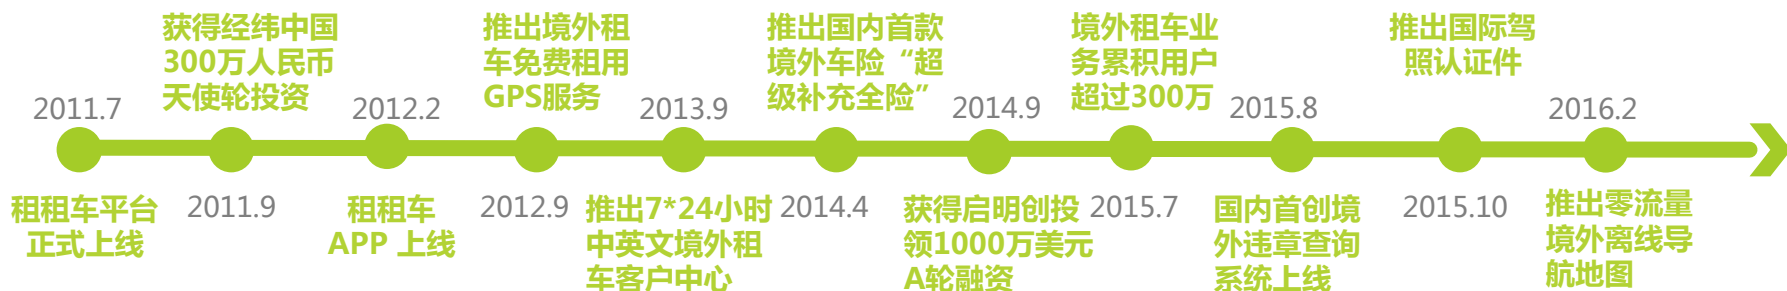 获得经纬中国
300万人民币
天使轮投资
推出境外租
车免费租用
GPS服务
推出国内首款
境外车险“超
级补充全险”
境外租车业
务累积用户
超过300万
推出国际驾
照认证件
2011.7
2012.2
2013.9
2014.9
2015.8
2016.2
租租车平台
正式上线
2011.9
租租车
APP 上线
2012.9
推出7*24小时
中英文境外租
车客户中心
2014.4
获得启明创投
领1000万美元
A轮融资
2015.7
国内首创境
外违章查询
系统上线
2015.10
推出零流量
境外离线导
航地图